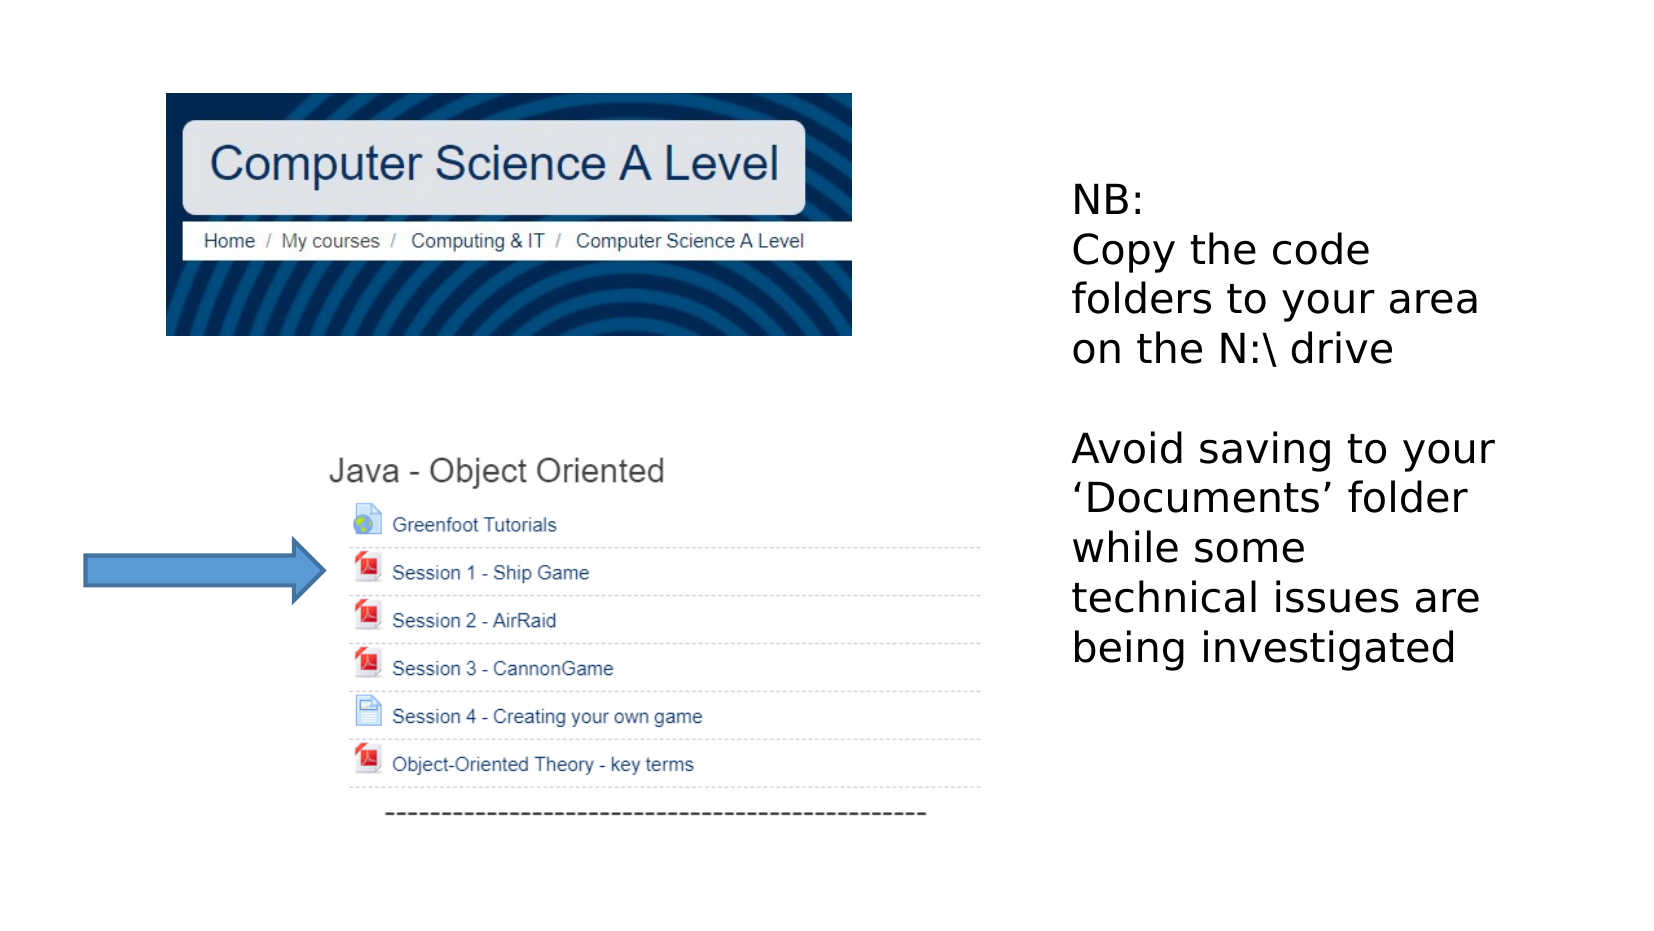 Computer Science A Level
Home / My courses / Computing & IT / Computer Science A Level
Java - Object Oriented
Greenfoot Tutorials
Session 1 - Ship Game
Session 2 - AirRaid
Session 3 - CannonGame
Session 4 - Creating your own game
Object-Oriented Theory - key terms
-------------------------------------------------
NB:
Copy the code
folders to your area
on the N:\ drive
Avoid saving to your
‘Documents’ folder
while some
technical issues are
being investigated